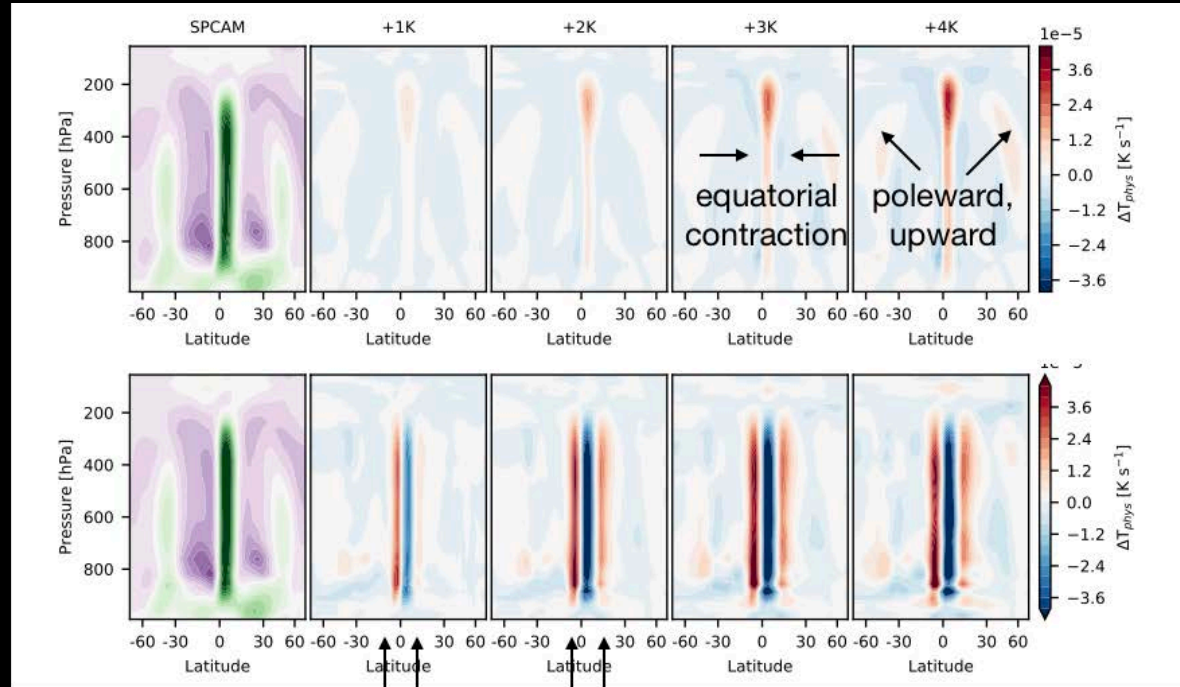 SPCAM +1K +2K +3K +4K
1e−5
200
400
600
800
Pressure [hPa]
3.6
2.4
1.2
0.0
−1.2
−2.4
−3.6
ΔT_phys [K s⁻¹]
equatorial
contraction
poleward,
upward
-60 -30 0 30 60 -60 -30 0 30 60 -60 -30 0 30 60 -60 -30 0 30 60 -60 -30 0 30 60
Latitude Latitude Latitude Latitude Latitude
200
400
600
800
Pressure [hPa]
3.6
2.4
1.2
0.0
−1.2
−2.4
−3.6
ΔT_phys [K s⁻¹]
-60 -30 0 30 60 -60 -30 0 30 60 -60 -30 0 30 60 -60 -30 0 30 60 -60 -30 0 30 60
Latitude Latitude Latitude Latitude Latitude